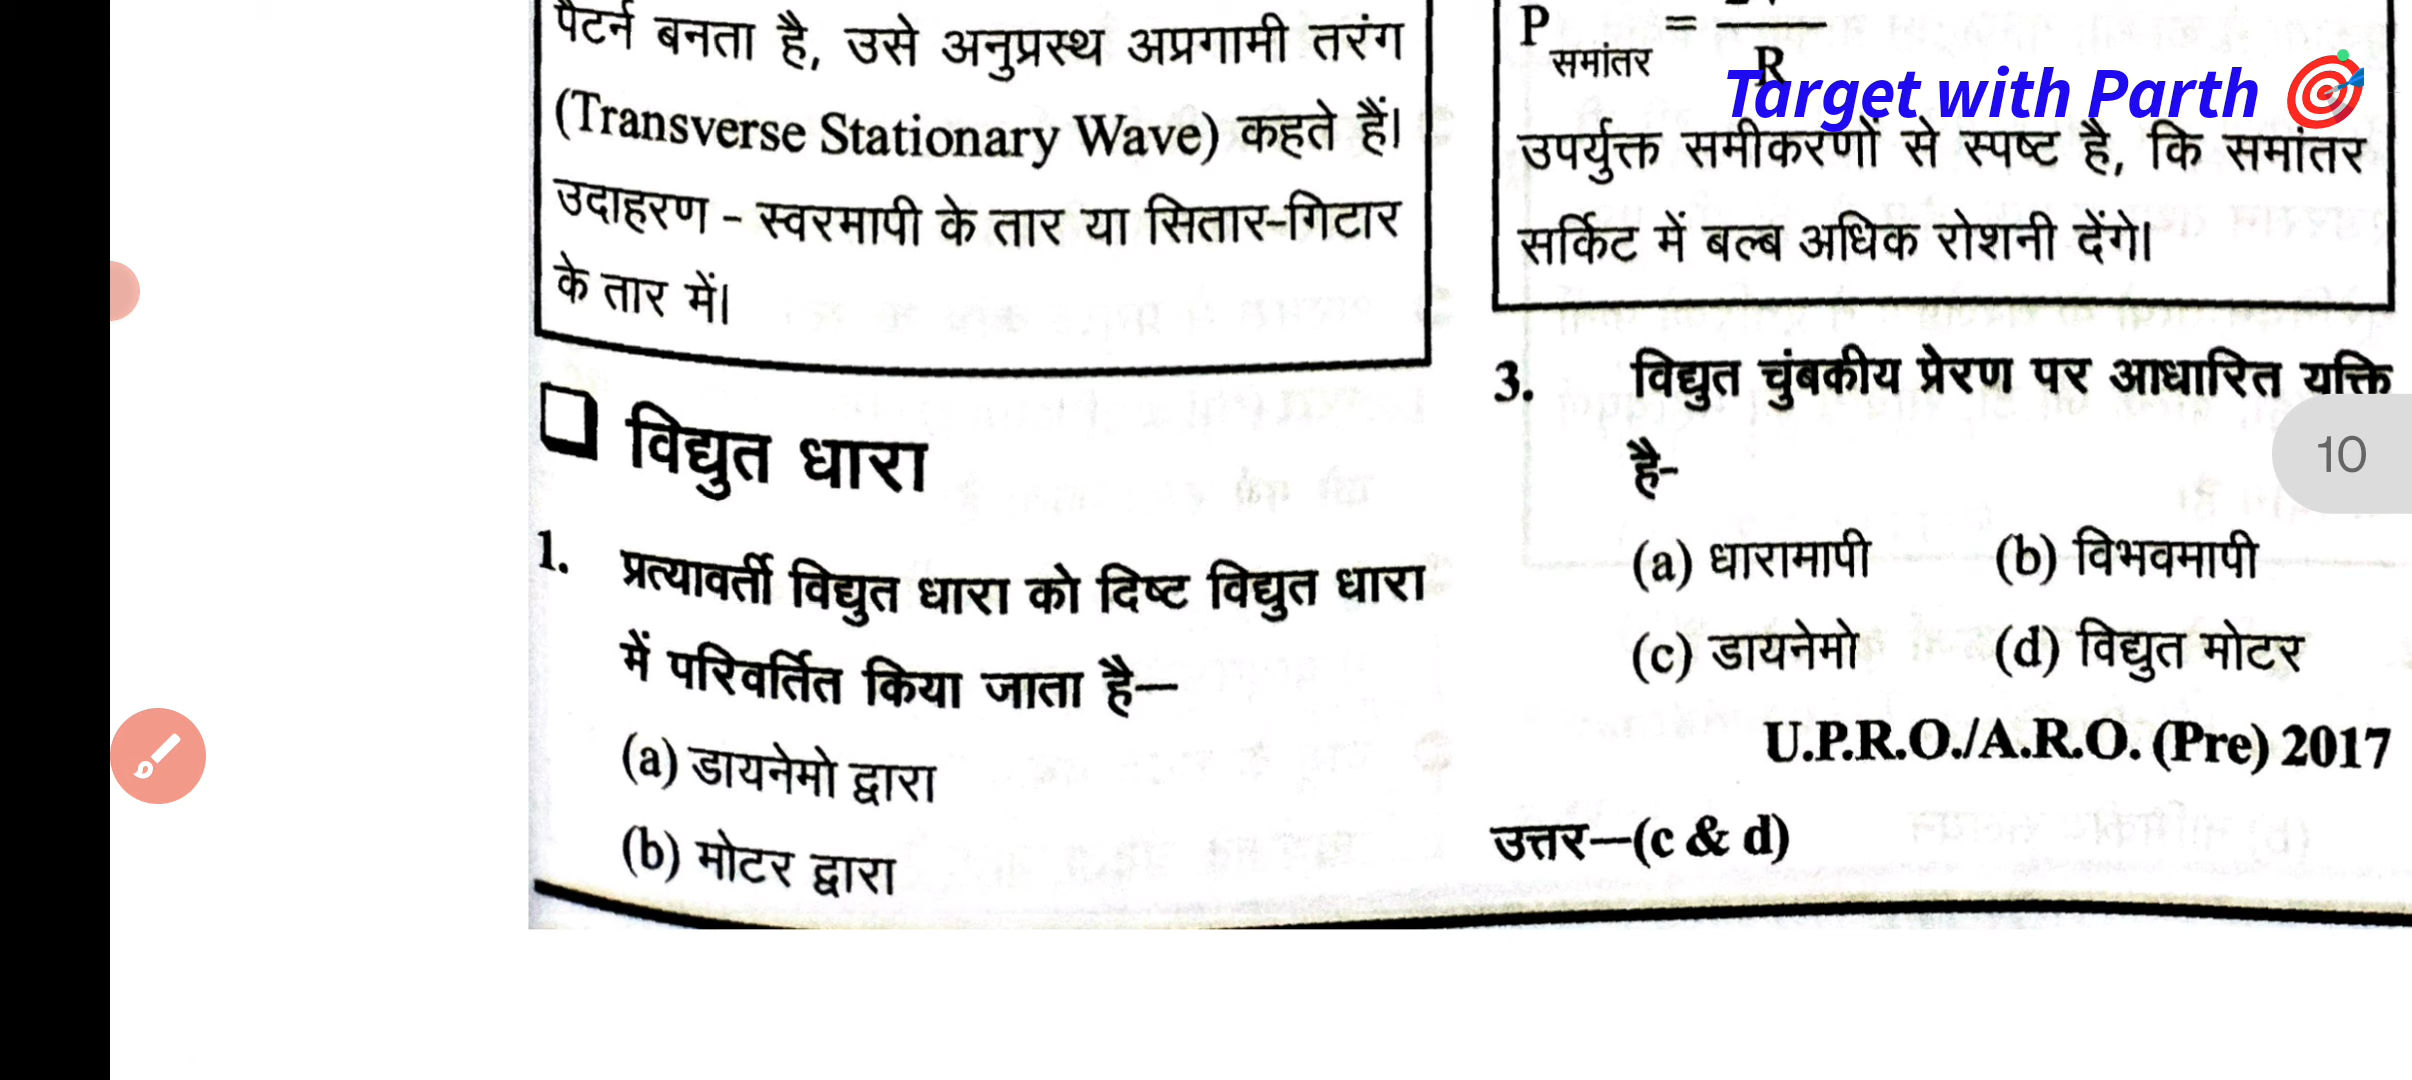 पैटर्न बनता है, उसे अनुप्रस्थ अप्रगामी तरंग
(Transverse Stationary Wave) कहते हैं।
उदाहरण - स्वरमापी के तार या सितार-गिटार
के तार में।
❑ विद्युत धारा
1. प्रत्यावर्ती विद्युत धारा को दिष्ट विद्युत धारा
में परिवर्तित किया जाता है—
(a) डायनेमो द्वारा
(b) मोटर द्वारा
P समांतर = R
Target with Parth
उपर्युक्त समीकरणों से स्पष्ट है, कि समांतर
सर्किट में बल्ब अधिक रोशनी देंगे।
3. विद्युत चुंबकीय प्रेरण पर आधारित यक्ति
है-
10
(a) धारामापी (b) विभवमापी
(c) डायनेमो (d) विद्युत मोटर
U.P.R.O./A.R.O. (Pre) 2017
उत्तर—(c & d)